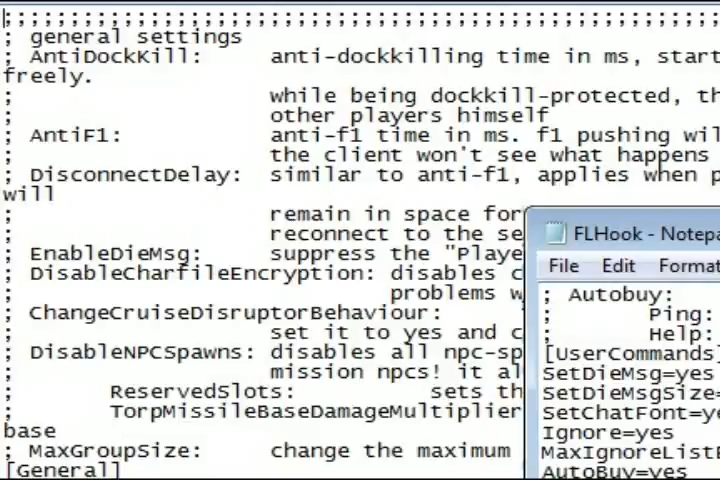 ;;;;;;;;;;;;;;;;;;;;;;;;;;;;;;;;;;;;;;;;;;;;;;;;;;;;;;
; general settings
; AntiDockKill: anti-dockkilling time in ms, start
freely.
; while being dockkill-protected, th
; other players himself
; AntiF1: anti-f1 time in ms. f1 pushing wil
; the client won't see what happens
; DisconnectDelay: similar to anti-f1, applies when p
will
; remain in space for
; reconnect to the se
; EnableDieMsg: suppress the "Playe
; DisableCharfileEncryption: disables c
; problems w
; ChangeCruiseDisruptorBehaviour:
; set it to yes and c
; DisableNPCSpawns: disables all npc-sp
; mission npcs! it al
; ReservedSlots: sets th
; TorpMissileBaseDamageMultiplier
base
; MaxGroupSize: change the maximum
[General]
FLHook - Notepa
File Edit Format
; Autobuy:
; Ping:
; Help:
[UserCommands]
SetDieMsg=yes
SetDieMsgSize=
SetChatFont=ye
Ignore=yes
MaxIgnoreListE
AutoBuy=yes